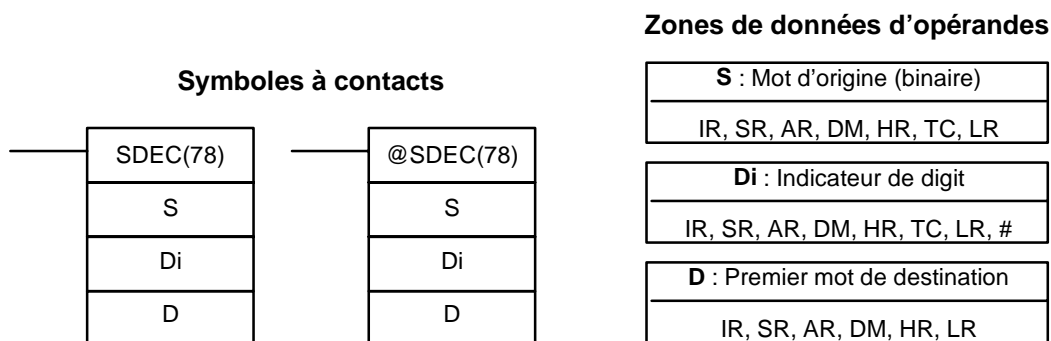 Zones de données d'opérandes
Symboles à contacts
SDEC(78)
S
Di
D
@SDEC(78)
S
Di
D
S : Mot d'origine (binaire)
IR, SR, AR, DM, HR, TC, LR
Di : Indicateur de digit
IR, SR, AR, DM, HR, TC, LR, #
D : Premier mot de destination
IR, SR, AR, DM, HR, LR